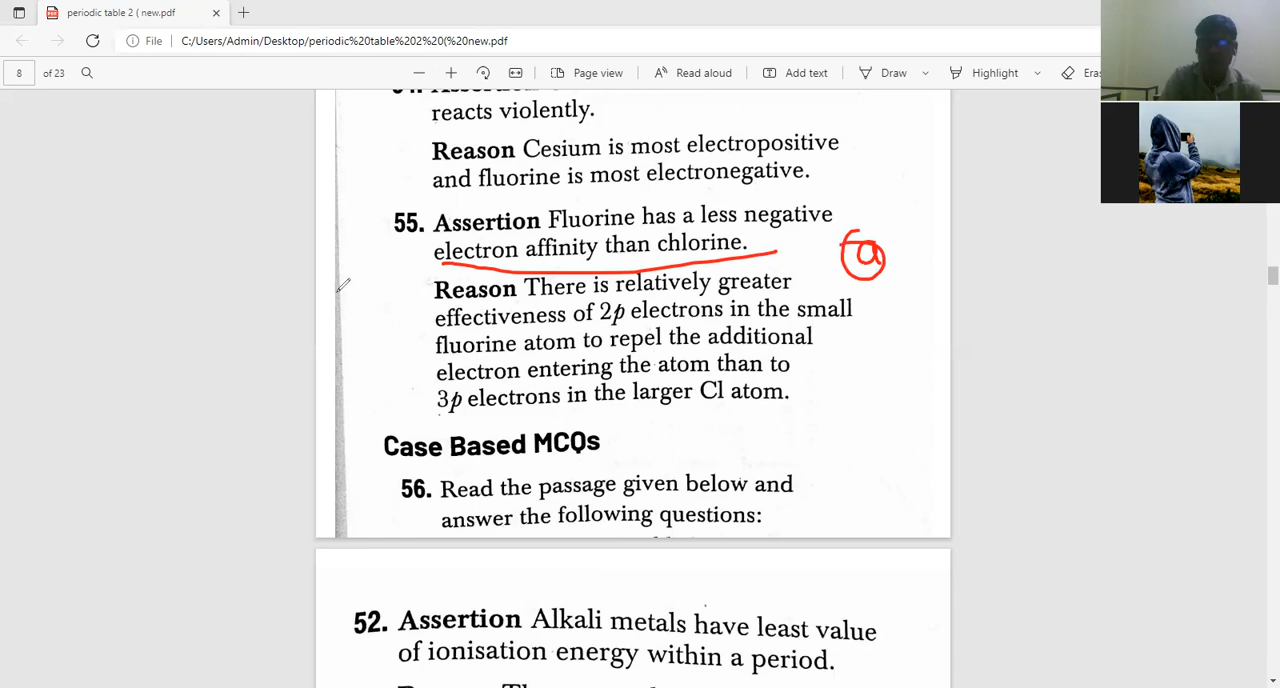 periodic table 2 ( new.pdf
File C:/Users/Admin/Desktop/periodic%20table%202%20(%20new.pdf
8 of 23 Page view Read aloud Add text Draw Highlight
reacts violently.
Reason Cesium is most electropositive
and fluorine is most electronegative.
55. Assertion Fluorine has a less negative
electron affinity than chlorine.
a
Reason There is relatively greater
effectiveness of 2p electrons in the small
fluorine atom to repel the additional
electron entering the atom than to
3p electrons in the larger Cl atom.
Case Based MCQs
56. Read the passage given below and
answer the following questions:
52. Assertion Alkali metals have least value
of ionisation energy within a period.